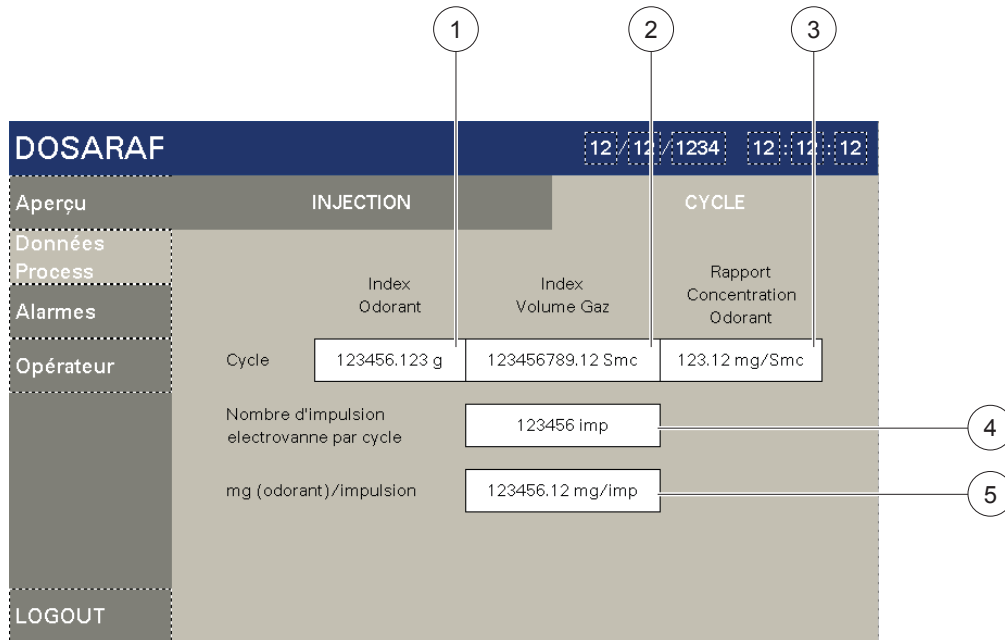 1 2 3
DOSARAF 12/12/1234 12:12:12
Aperçu INJECTION CYCLE
Données
Process
Alarmes
Opérateur
LOGOUT
Index
Odorant
Index
Volume Gaz
Rapport
Concentration
Odorant
Cycle 123456.123 g 123456789.12 Smc 123.12 mg/Smc
Nombre d'impulsion
electrovanne par cycle
123456 imp 4
mg (odorant)/impulsion 123456.12 mg/imp 5